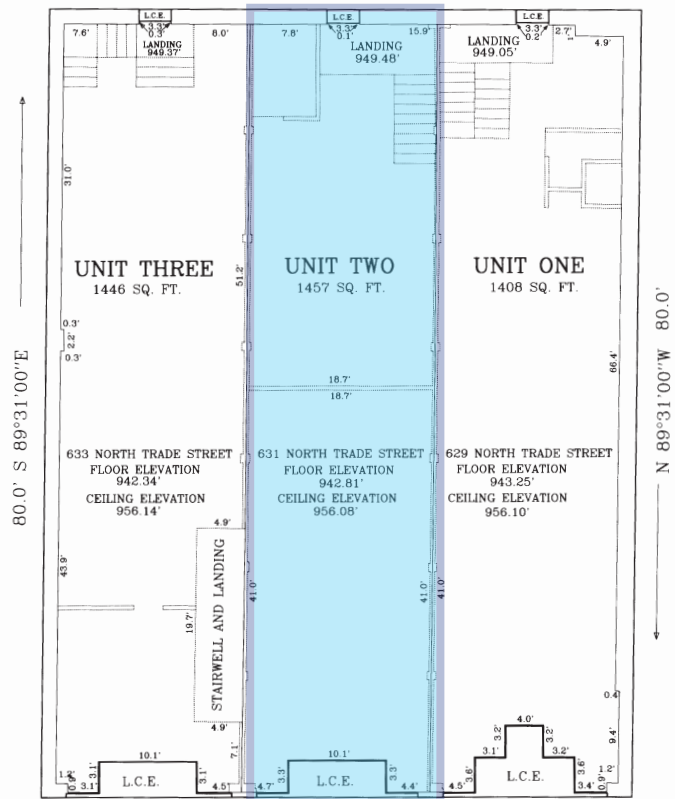 L.C.E.
L.C.E.
L.C.E.
3.3'
0.3'
3.3'
0.1'
3.3'
0.2'
7.6'
8.0'
7.8'
15.9'
2.7'
1'
4.9'
LANDING
949.37'
LANDING
949.48'
LANDING
949.05'
31.0'
UNIT THREE
1446 SQ. FT.
UNIT TWO
1457 SQ. FT.
UNIT ONE
1408 SQ. FT.
51.2'
0.3'
2.2'
0.3'
66.4'
80.0' S 89°31'00"E
N 89°31'00"W 80.0'
18.7'
18.7'
633 NORTH TRADE STREET
FLOOR ELEVATION
942.34'
CEILING ELEVATION
956.14'
631 NORTH TRADE STREET
FLOOR ELEVATION
942.81'
CEILING ELEVATION
956.08'
629 NORTH TRADE STREET
FLOOR ELEVATION
943.25'
CEILING ELEVATION
956.10'
4.9'
STAIRWELL AND LANDING
19.7'
43.9'
41.0'
41.0'
41.0'
4.9'
7.1'
0.4'
9.4'
10.1'
3.1'
3.1'
L.C.E.
1.2'
0.9'
3.1'
4.5'
10.1'
3.3'
3.3'
L.C.E.
4.7'
4.4'
4.0'
3.2'
3.2'
3.1'
3.2'
3.6'
3.6'
L.C.E.
4.5'
3.4'
0.9'
1.2'